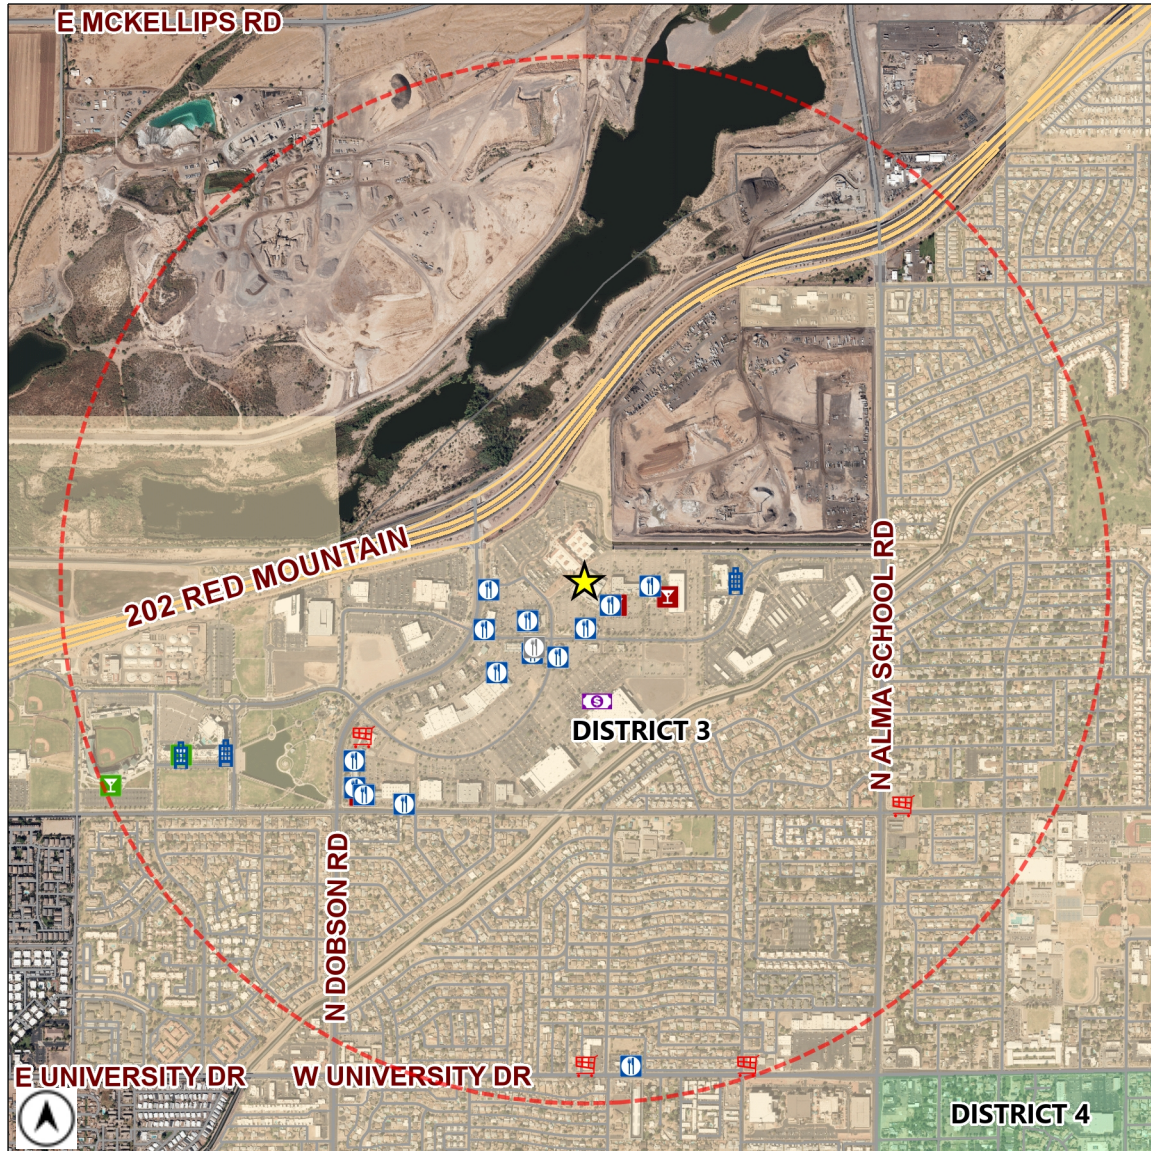 E MCKELLIPS RD
202 RED MOUNTAIN
N ALMA SCHOOL RD
DISTRICT 3
N DOBSON RD
E UNIVERSITY DR
W UNIVERSITY DR
DISTRICT 4